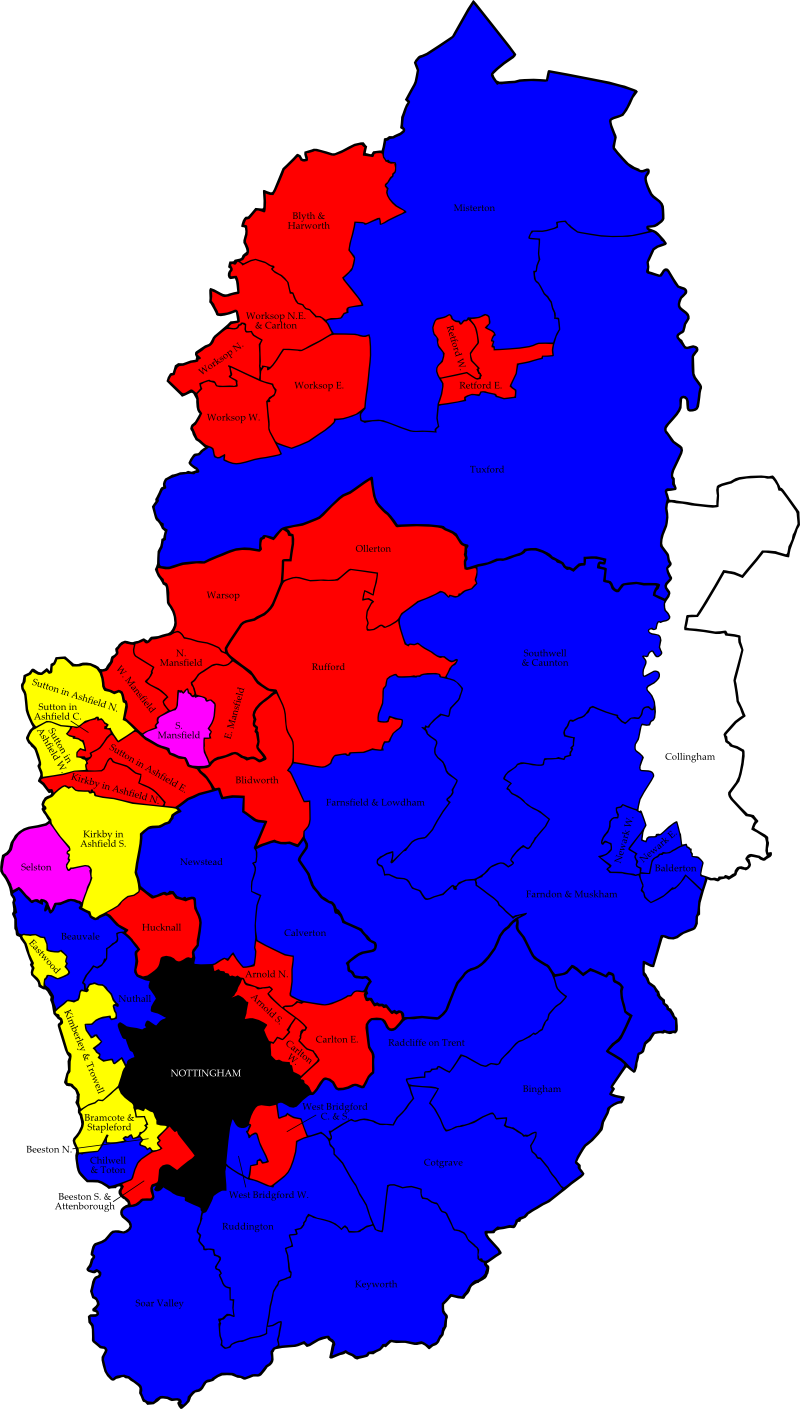 Misterton
Blyth &
Harworth
Worksop N.E.
& Carlton
Retford W.
Worksop N.
Worksop E.
Retford E.
Worksop W.
Tuxford
Ollerton
Warsop
N.
Mansfield
Southwell
& Caunton
Rufford
W. Mansfield
Sutton in Ashfield N.
Sutton in
Ashfield C.
E. Mansfield
S.
Mansfield
Sutton in
Ashfield W.
Sutton in Ashfield E.
Collingham
Blidworth
Kirkby in Ashfield N.
Farnsfield & Lowdham
Kirkby in
Ashfield S.
Newark W.
Newark E.
Newstead
Selston
Balderton
Farndon & Muskham
Hucknall
Beauvale
Calverton
Eastwood
Arnold N.
Nuthall
Arnold S.
Kimberley & Trowell
Carlton E.
Carlton
W.
Radcliffe on Trent
NOTTINGHAM
Bingham
West Bridgford
C. & S.
Bramcote &
Stapleford
Beeston N.
Chilwell
& Toton
Cotgrave
Beeston S. &
Attenborough
West Bridgford W.
Ruddington
Keyworth
Soar Valley